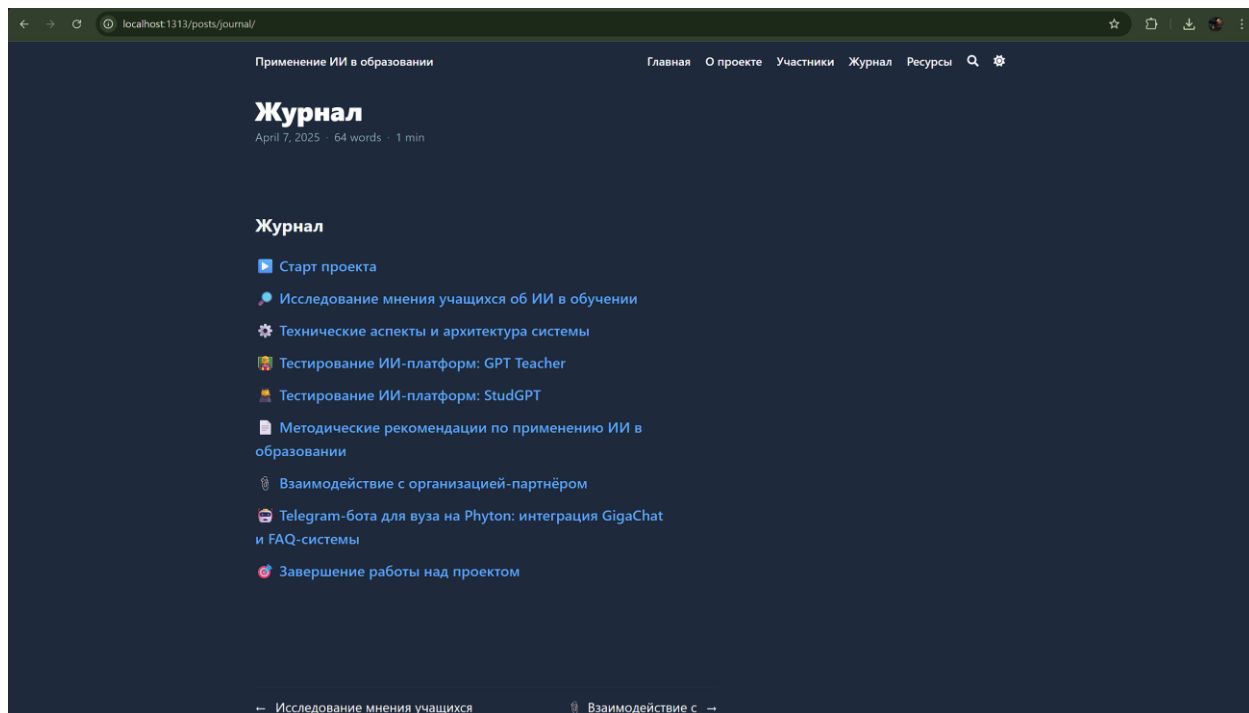 localhost:1313/posts/journal/
Применение ИИ в образовании
Главная О проекте Участники Журнал Ресурсы
Журнал
April 7, 2025 · 64 words · 1 min
Журнал
Старт проекта
Исследование мнения учащихся об ИИ в обучении
Технические аспекты и архитектура системы
Тестирование ИИ-платформ: GPT Teacher
Тестирование ИИ-платформ: StudGPT
Методические рекомендации по применению ИИ в
образовании
Взаимодействие с организацией-партнёром
Telegram-бота для вуза на Phyton: интеграция GigaChat
и FAQ-системы
Завершение работы над проектом
← Исследование мнения учащихся
Взаимодействие с →